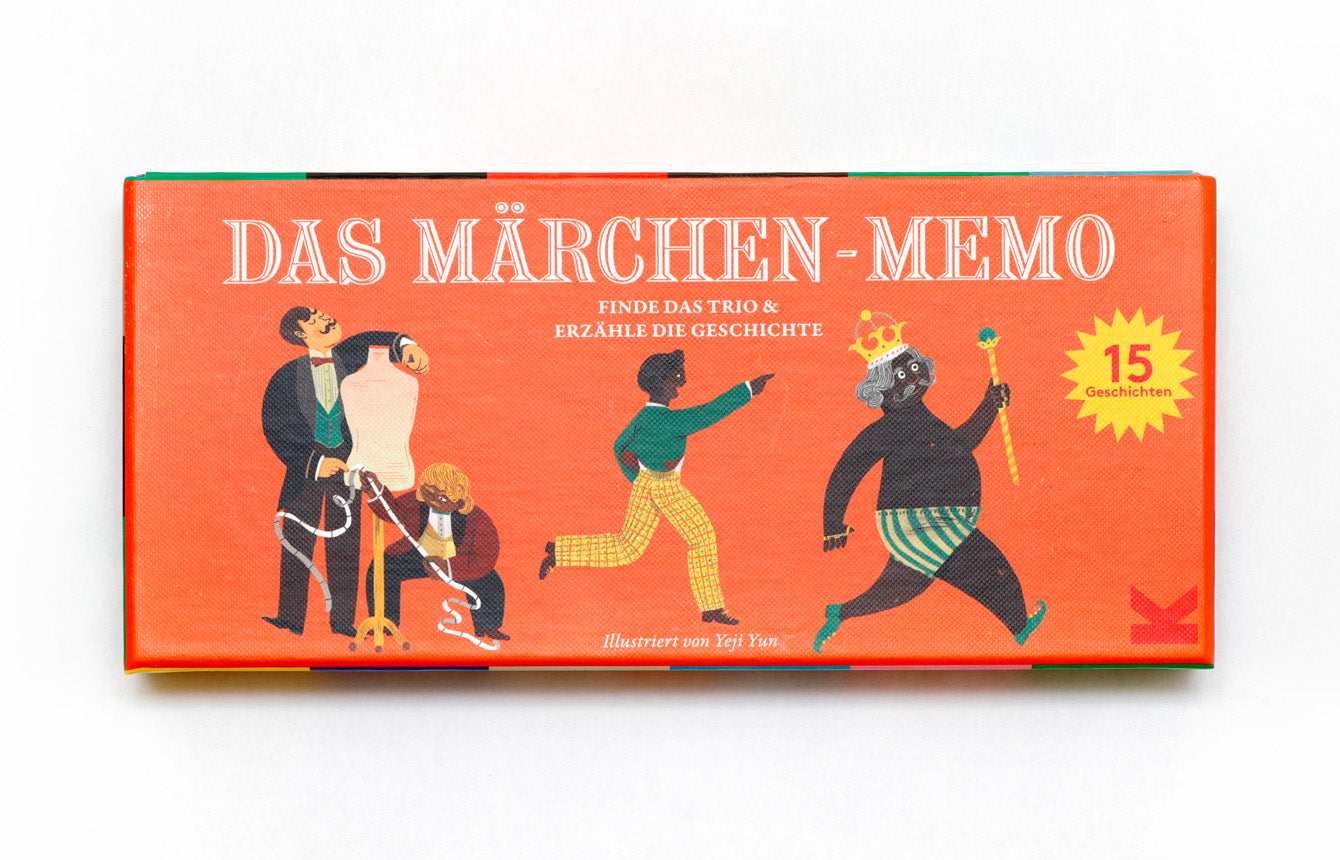 DAS MÄRCHEN-MEMO
FINDE DAS TRIO &
ERZÄHLE DIE GESCHICHTE
15
Geschichten
Illustriert von Yeji Yun
K